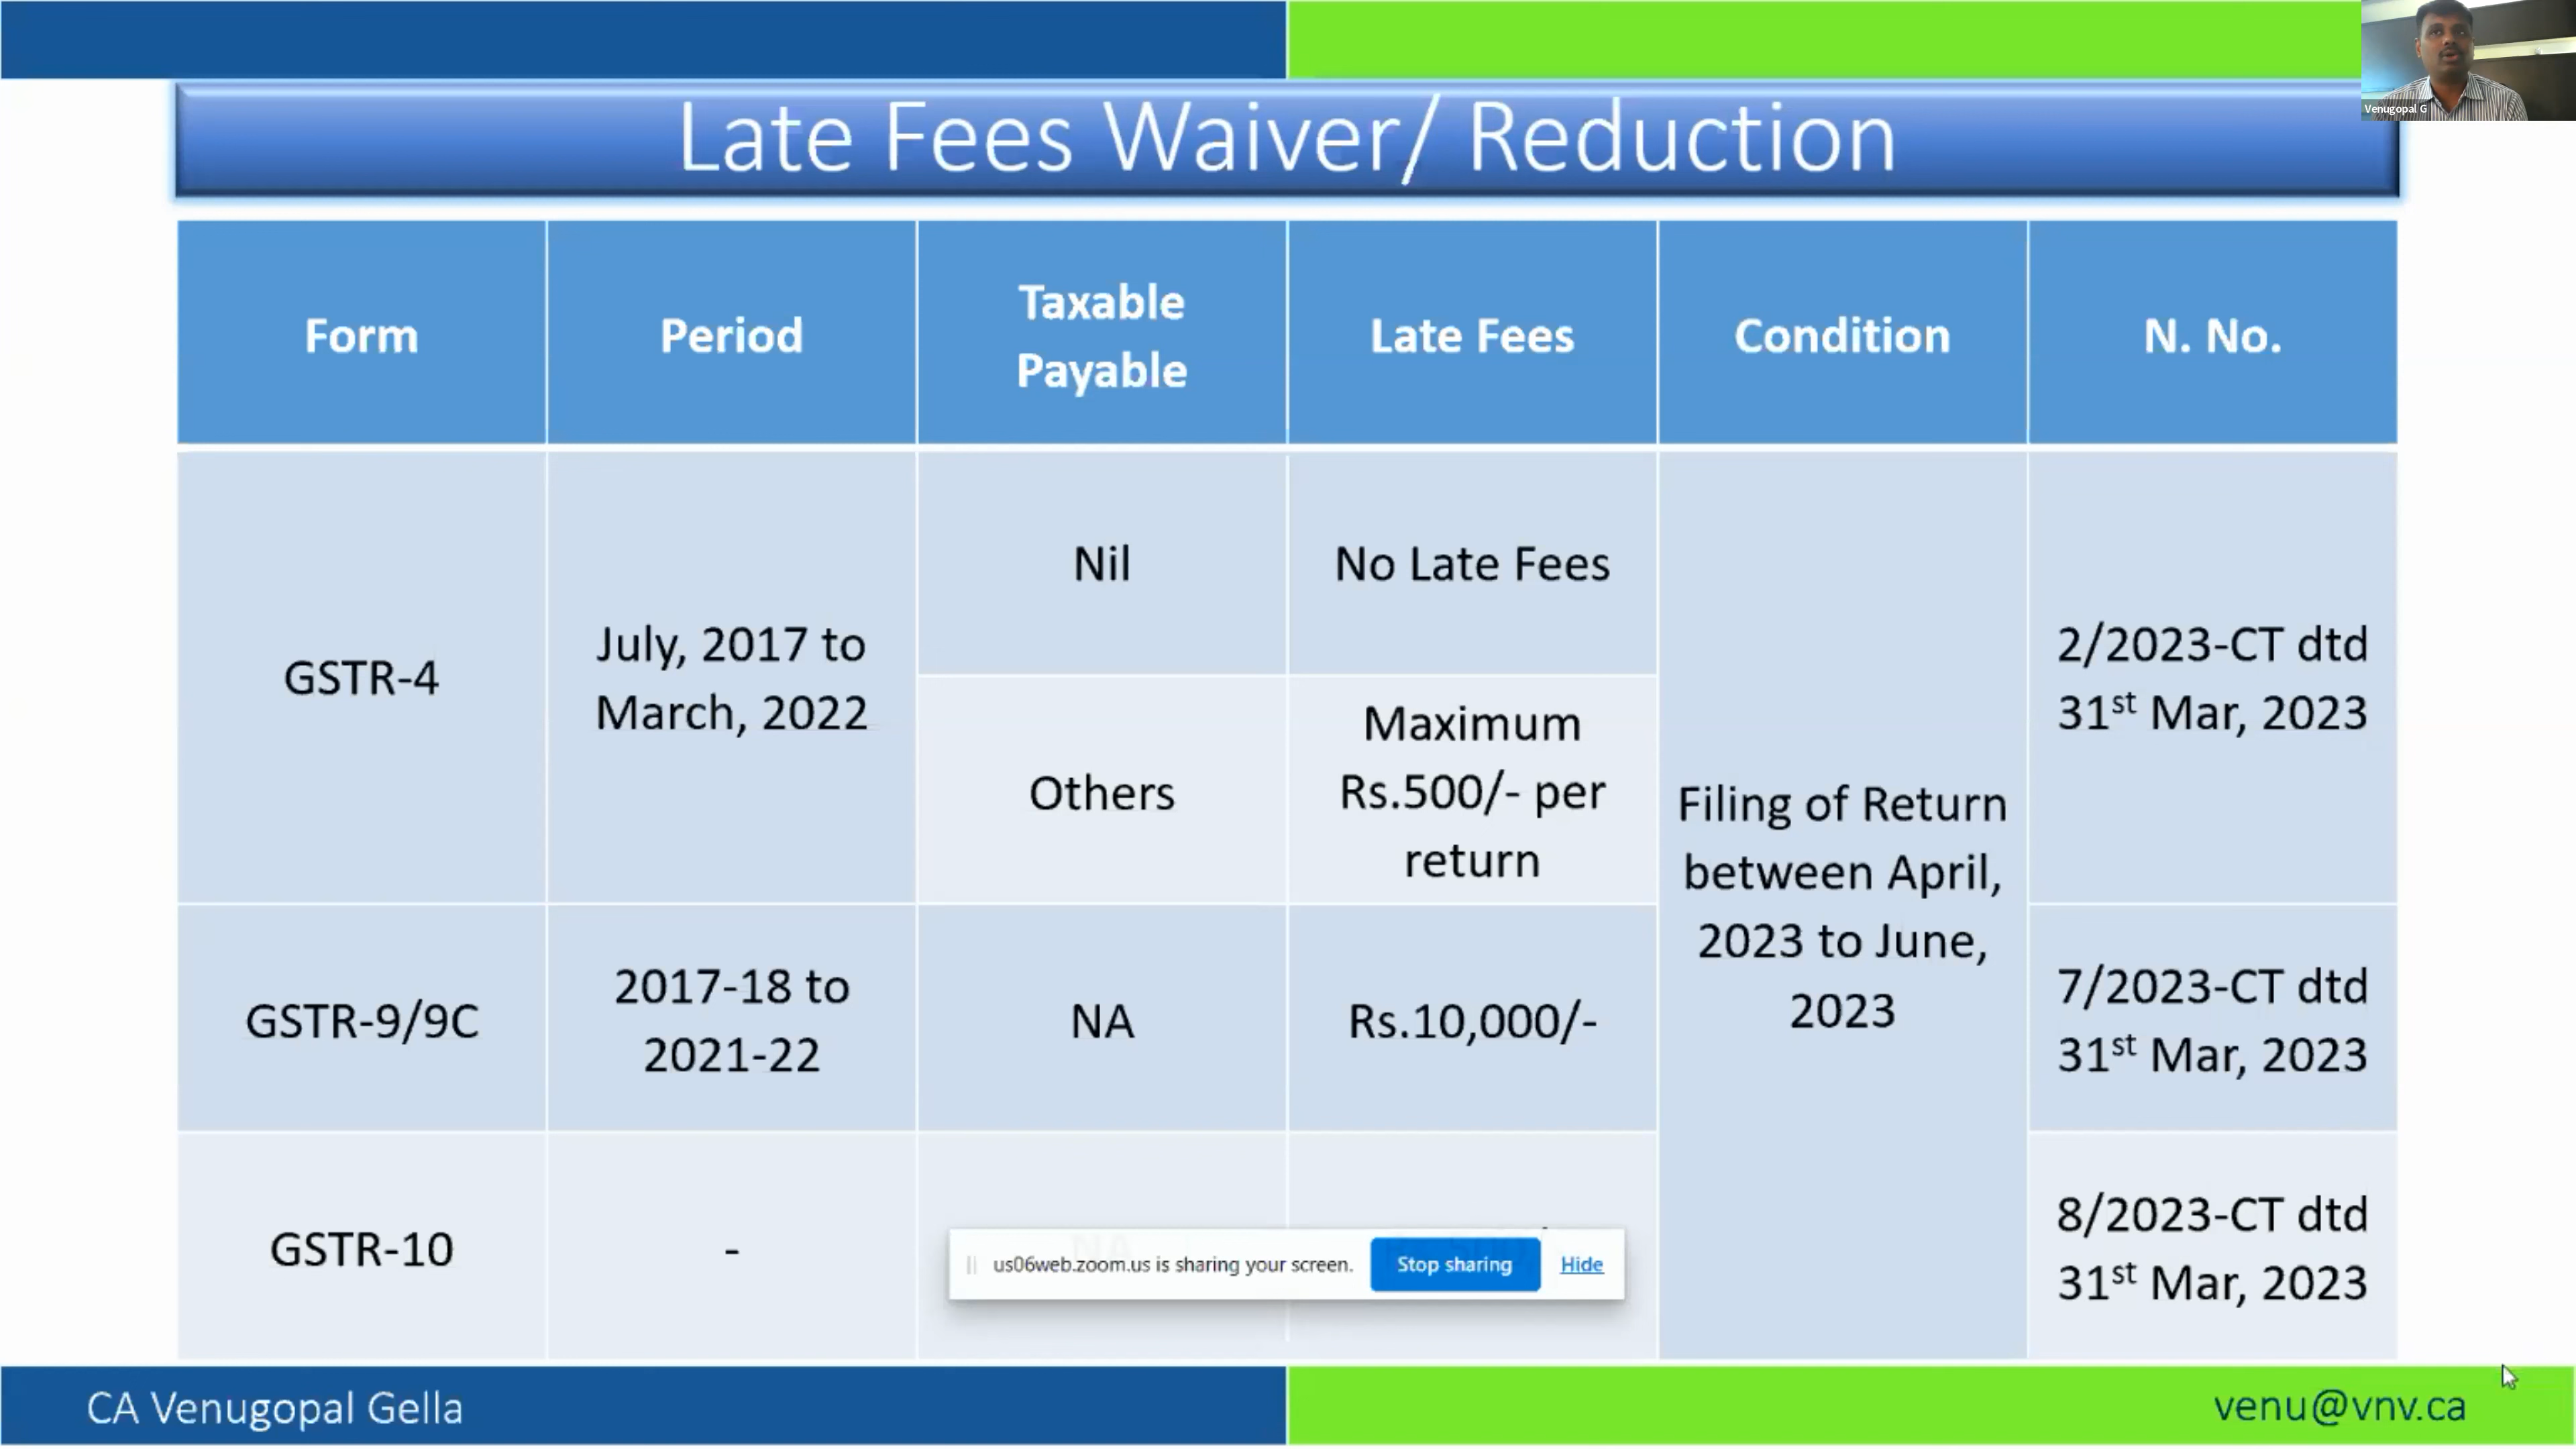 Venugopal G
Late Fees Waiver/ Reduction
Form
Period
Taxable
Payable
Late Fees
Condition
N. No.
GSTR-4
July, 2017 to
March, 2022
Nil
No Late Fees
Others
Maximum
Rs.500/- per
return
Filing of Return
between April,
2023 to June,
2023
2/2023-CT dtd
31st Mar, 2023
GSTR-9/9C
2017-18 to
2021-22
NA
Rs.10,000/-
7/2023-CT dtd
31st Mar, 2023
GSTR-10
-
8/2023-CT dtd
31st Mar, 2023
us06web.zoom.us is sharing your screen.
Stop sharing
Hide
CA Venugopal Gella
venu@vnv.ca